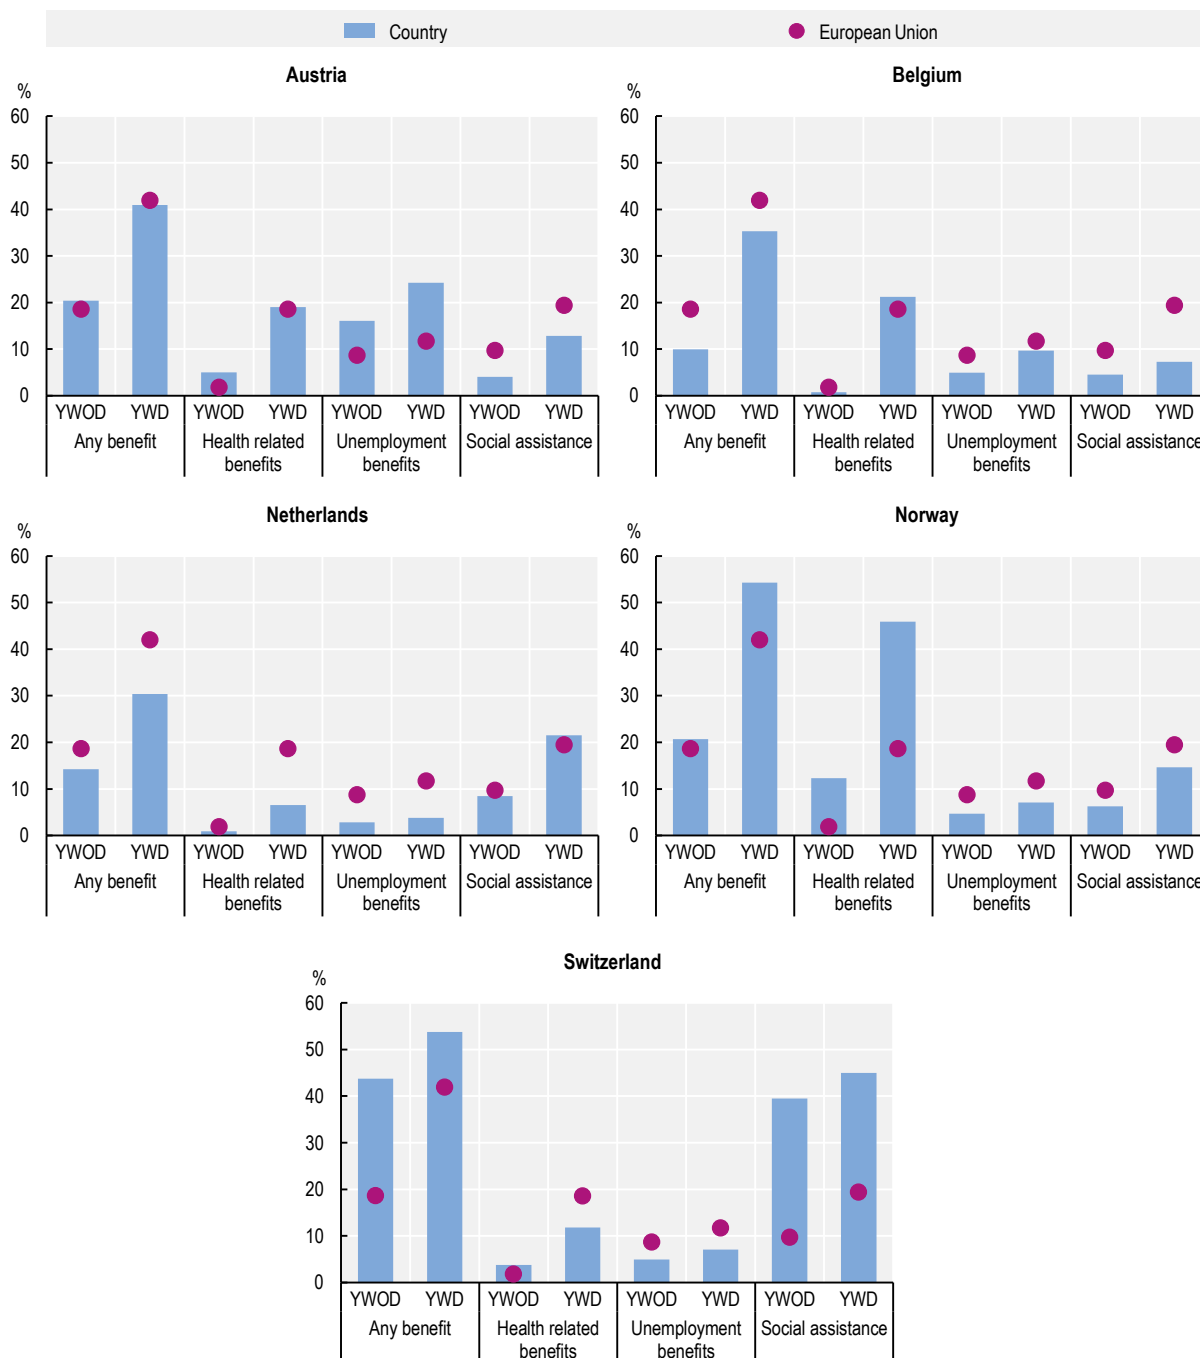 Country European Union
Austria
%
60
50
40
30
20
10
0
YWOD YWD YWOD YWD YWOD YWD YWOD YWD
Any benefit Health related benefits Unemployment benefits Social assistance
Belgium
%
60
50
40
30
20
10
0
YWOD YWD YWOD YWD YWOD YWD YWOD YWD
Any benefit Health related benefits Unemployment benefits Social assistance
Netherlands
%
60
50
40
30
20
10
0
YWOD YWD YWOD YWD YWOD YWD YWOD YWD
Any benefit Health related benefits Unemployment benefits Social assistance
Norway
%
60
50
40
30
20
10
0
YWOD YWD YWOD YWD YWOD YWD YWOD YWD
Any benefit Health related benefits Unemployment benefits Social assistance
Switzerland
%
60
50
40
30
20
10
0
YWOD YWD YWOD YWD YWOD YWD YWOD YWD
Any benefit Health related benefits Unemployment benefits Social assistance